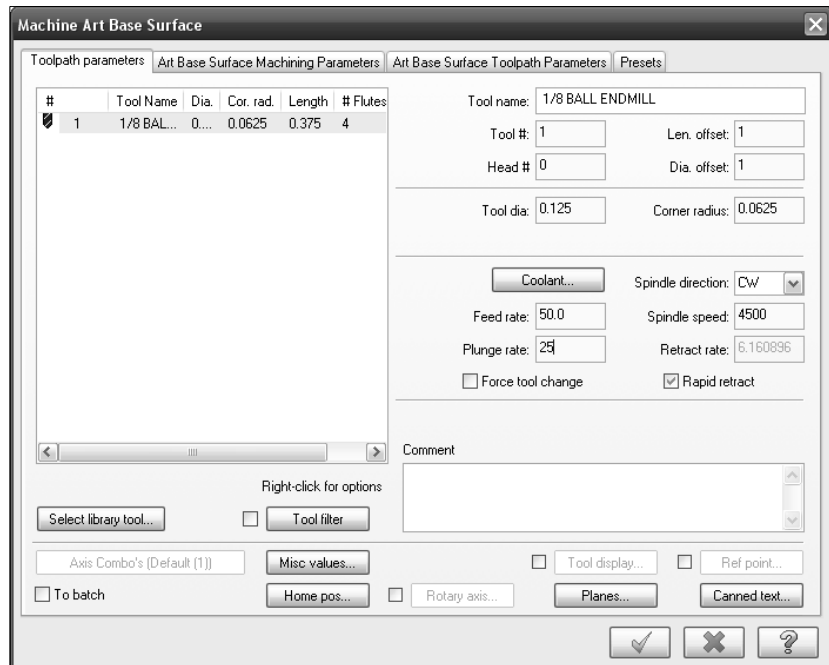 Machine Art Base Surface
Toolpath parameters Art Base Surface Machining Parameters Art Base Surface Toolpath Parameters Presets
# Tool Name Dia. Cor. rad. Length # Flutes
1 1/8 BAL... 0.... 0.0625 0.375 4
Tool name: 1/8 BALL ENDMILL
Tool #: 1 Len. offset: 1
Head # 0 Dia. offset: 1
Tool dia: 0.125 Corner radius: 0.0625
Coolant... Spindle direction: CW
Feed rate: 50.0 Spindle speed: 4500
Plunge rate: 25 Retract rate: 6.160896
Force tool change Rapid retract
Comment
Right-click for options
Select library tool... Tool filter
Axis Combo's (Default (1)) Misc values... Tool display... Ref point...
To batch Home pos... Rotary axis... Planes... Canned text...